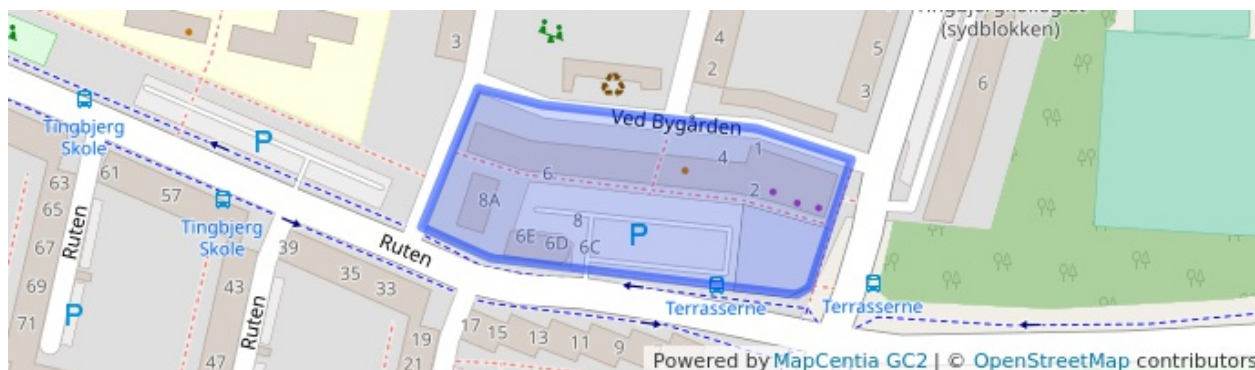 (sydblokken)
3
4
2
5
3
6
P
Tingbjerg
Skole
Ved Bygården
1
4
6
2
8A
8
6E
6D
6C
P
63
61
65
57
67
69
71
Ruten
P
Tingbjerg
Skole
39
35
33
43
47
Ruten
Ruten
19
21
17
15
13
11
9
Terrasserne
Terrasserne
Powered by MapCentia GC2 | © OpenStreetMap contributors